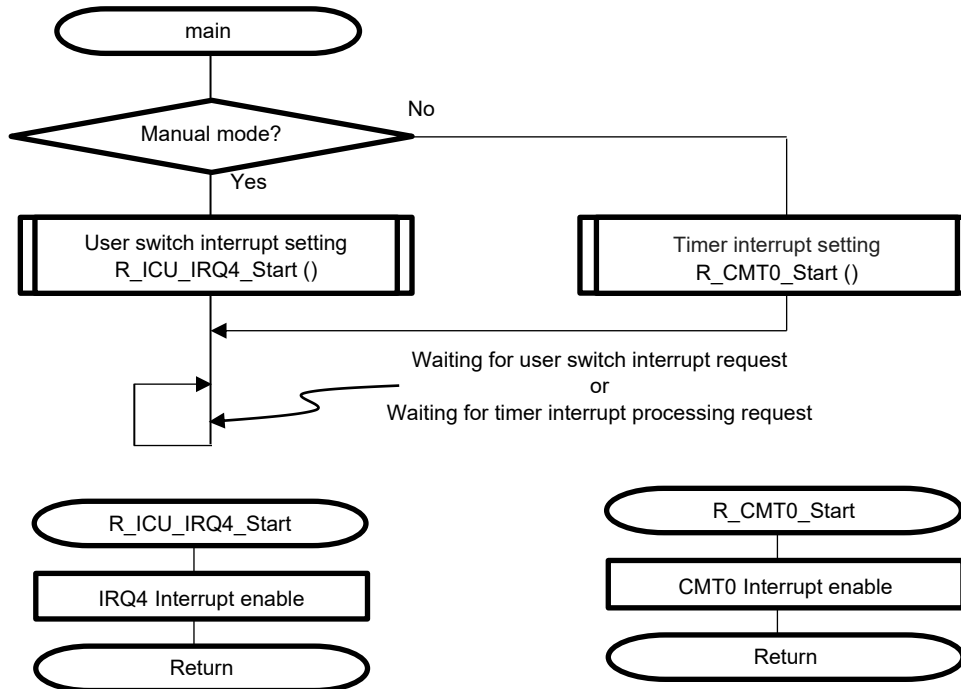 main
Manual mode?
No
Yes
User switch interrupt setting
R_ICU_IRQ4_Start ()
Timer interrupt setting
R_CMT0_Start ()
Waiting for user switch interrupt request
or
Waiting for timer interrupt processing request
R_ICU_IRQ4_Start
IRQ4 Interrupt enable
Return
R_CMT0_Start
CMT0 Interrupt enable
Return